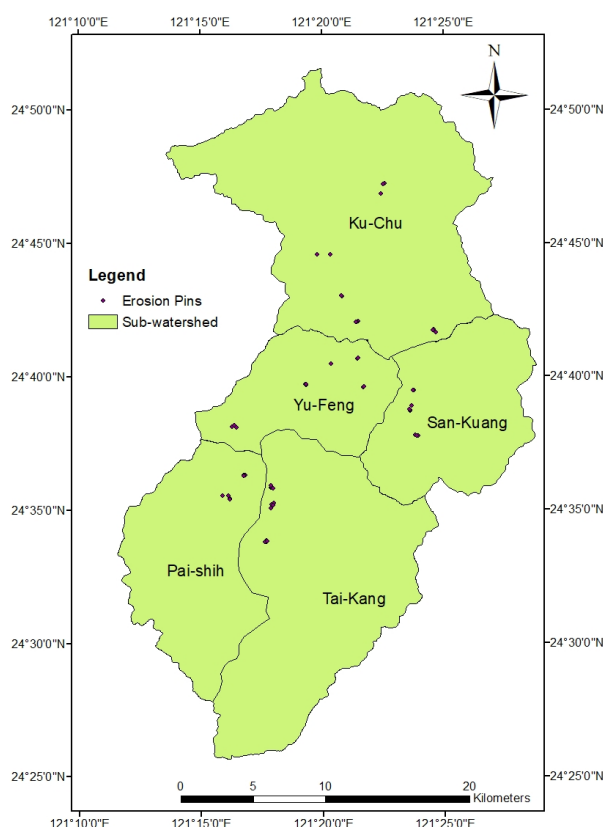 121°10'0"E 121°15'0"E 121°20'0"E 121°25'0"E
N
24°50'0"N 24°50'0"N
Ku-Chu
24°45'0"N 24°45'0"N
Legend
Erosion Pins
Sub-watershed
24°40'0"N 24°40'0"N
Yu-Feng
San-Kuang
24°35'0"N 24°35'0"N
Pai-shih
Tai-Kang
24°30'0"N 24°30'0"N
24°25'0"N 24°25'0"N
0 5 10 20
Kilometers
121°10'0"E 121°15'0"E 121°20'0"E 121°25'0"E